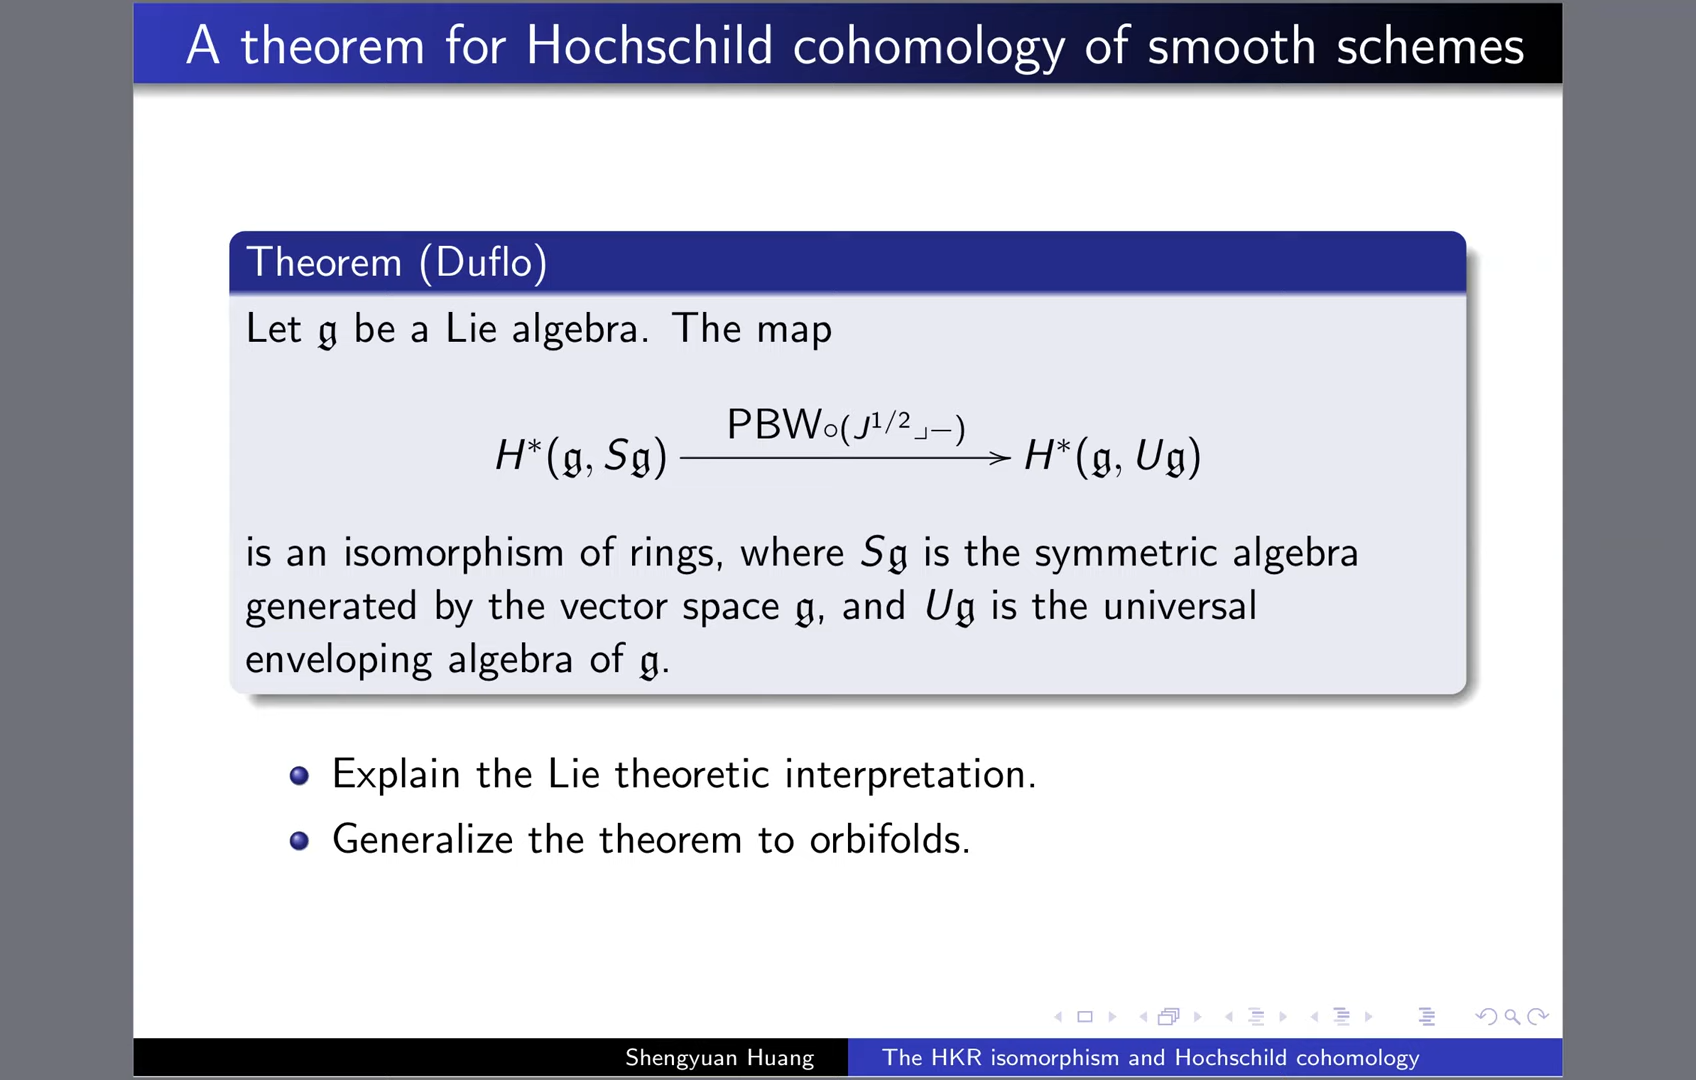 A theorem for Hochschild cohomology of smooth schemes
Theorem (Duflo)
Let 𝔤 be a Lie algebra. The map
H*(𝔤, S𝔤) PBW∘(J^{1/2}⌟−) ⟶ H*(𝔤, U𝔤)
is an isomorphism of rings, where S𝔤 is the symmetric algebra
generated by the vector space 𝔤, and U𝔤 is the universal
enveloping algebra of 𝔤.
Explain the Lie theoretic interpretation.
Generalize the theorem to orbifolds.
Shengyuan Huang
The HKR isomorphism and Hochschild cohomology